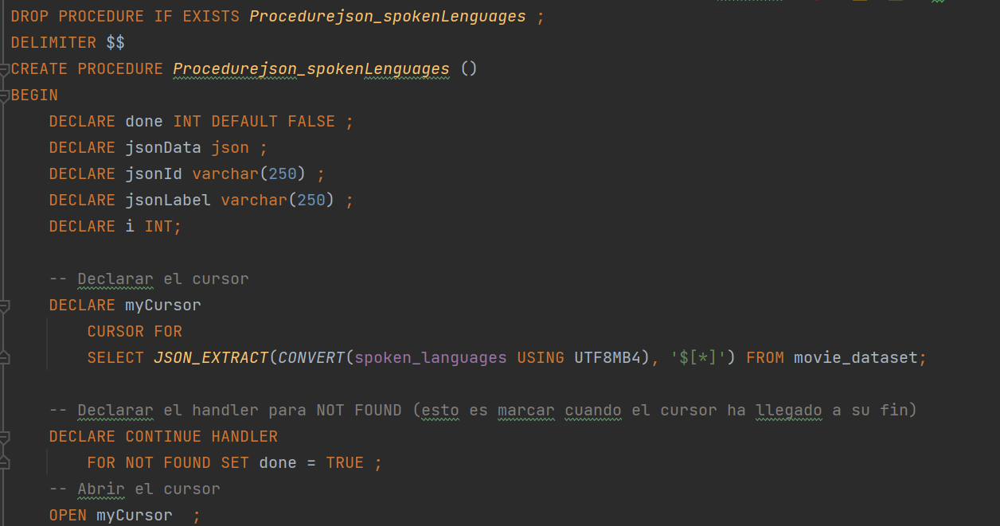 DROP PROCEDURE IF EXISTS Procedurejson_spokenLenguages ;
DELIMITER $$
CREATE PROCEDURE Procedurejson_spokenLenguages ()
BEGIN
DECLARE done INT DEFAULT FALSE ;
DECLARE jsonData json ;
DECLARE jsonId varchar(250) ;
DECLARE jsonLabel varchar(250) ;
DECLARE i INT;
-- Declarar el cursor
DECLARE myCursor
CURSOR FOR
SELECT JSON_EXTRACT(CONVERT(spoken_languages USING UTF8MB4), '$[*]') FROM movie_dataset;
-- Declarar el handler para NOT FOUND (esto es marcar cuando el cursor ha llegado a su fin)
DECLARE CONTINUE HANDLER
FOR NOT FOUND SET done = TRUE ;
-- Abrir el cursor
OPEN myCursor  ;